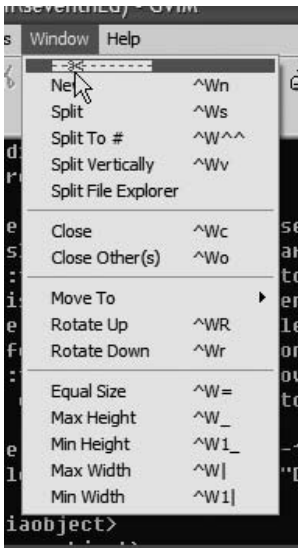 GVIM
Window Help
New ^Wn
Split ^Ws
Split To # ^W^^
Split Vertically ^Wv
Split File Explorer
Close ^Wc
Close Other(s) ^Wo
Move To
Rotate Up ^WR
Rotate Down ^Wr
Equal Size ^W=
Max Height ^W_
Min Height ^W1_
Max Width ^W|
Min Width ^W1|
iaobject>